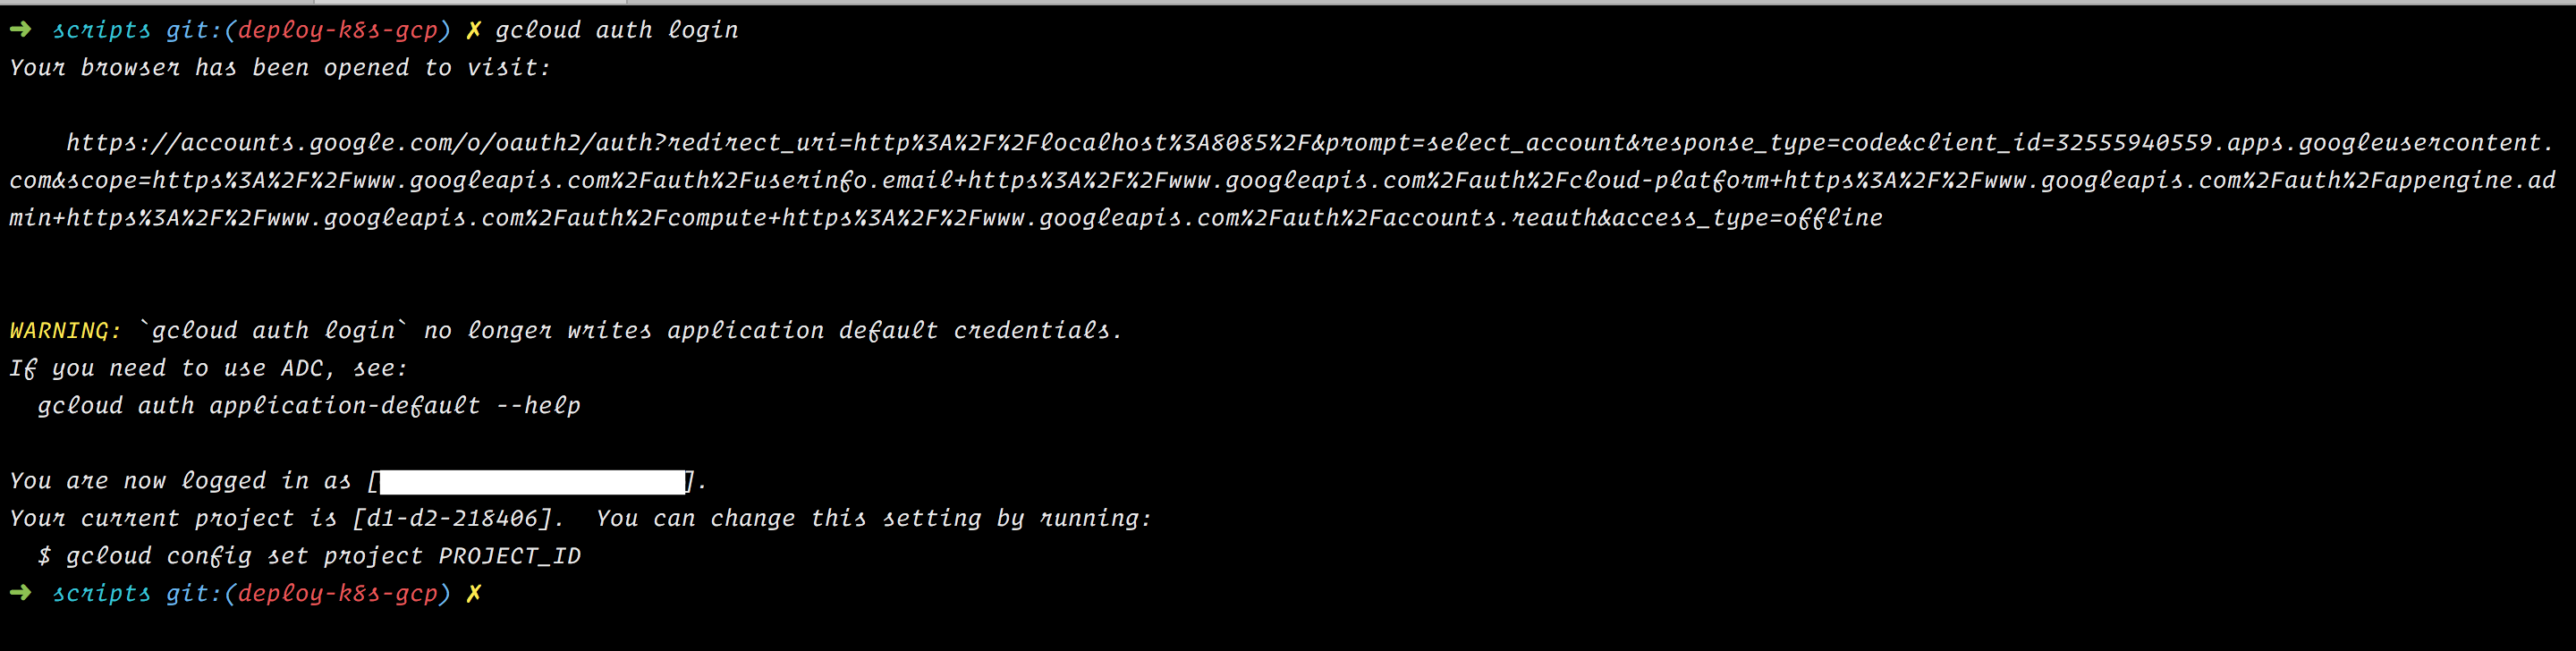 ➜ scripts git:(deploy-k8s-gcp) ✗ gcloud auth login
Your browser has been opened to visit:
https://accounts.google.com/o/oauth2/auth?redirect_uri=http%3A%2F%2Flocalhost%3A8085%2F&prompt=select_account&response_type=code&client_id=32555940559.apps.googleusercontent.
com&scope=https%3A%2F%2Fwww.googleapis.com%2Fauth%2Fuserinfo.email+https%3A%2F%2Fwww.googleapis.com%2Fauth%2Fcloud-platform+https%3A%2F%2Fwww.googleapis.com%2Fauth%2Fappengine.ad
min+https%3A%2F%2Fwww.googleapis.com%2Fauth%2Fcompute+https%3A%2F%2Fwww.googleapis.com%2Fauth%2Faccounts.reauth&access_type=offline
WARNING: `gcloud auth login` no longer writes application default credentials.
If you need to use ADC, see:
gcloud auth application-default --help
You are now logged in as [ ].
Your current project is [d1-d2-218406].  You can change this setting by running:
$ gcloud config set project PROJECT_ID
➜ scripts git:(deploy-k8s-gcp) ✗